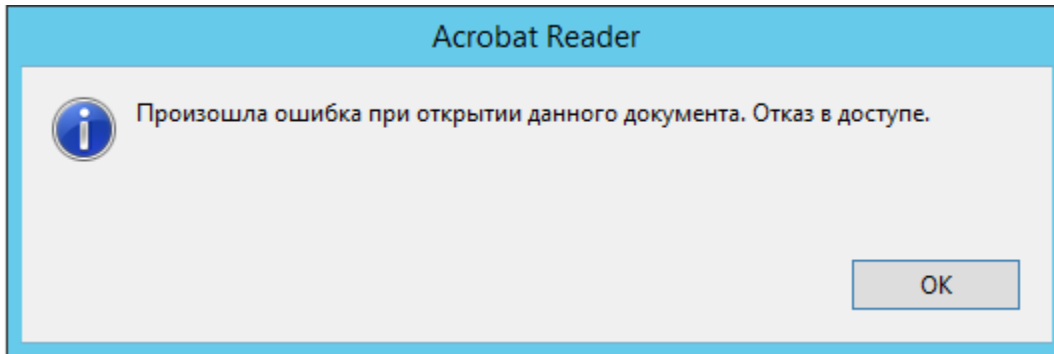 Acrobat Reader
Произошла ошибка при открытии данного документа. Отказ в доступе.
OK